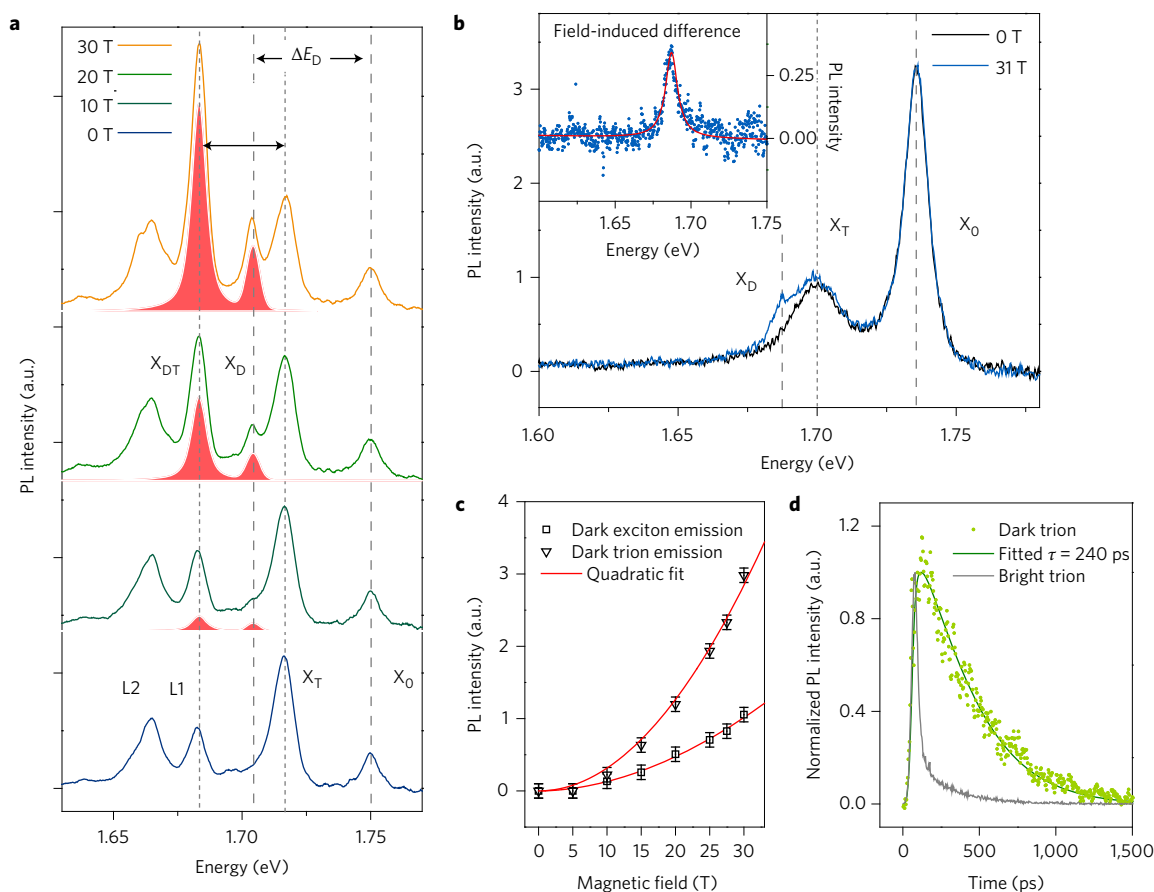 a
30 T
20 T
10 T
0 T
ΔE_D
X_DT
X_D
L2
L1
X_T
X_0
PL intensity (a.u.)
1.65
1.70
1.75
Energy (eV)
b
Field-induced difference
0 T
31 T
0.35
0.00
PL intensity
1.65
1.70
1.75
Energy (eV)
X_D
X_T
X_0
3
2
1
0
PL intensity (a.u.)
1.60
1.65
1.70
1.75
Energy (eV)
c
Dark exciton emission
Dark trion emission
Quadratic fit
4
3
2
1
0
PL intensity (a.u.)
0 5 10 15 20 25 30
Magnetic field (T)
d
Dark trion
Fitted τ = 240 ps
Bright trion
1.2
0.8
0.4
0.0
Normalized PL intensity (a.u.)
0 500 1,000 1,500
Time (ps)